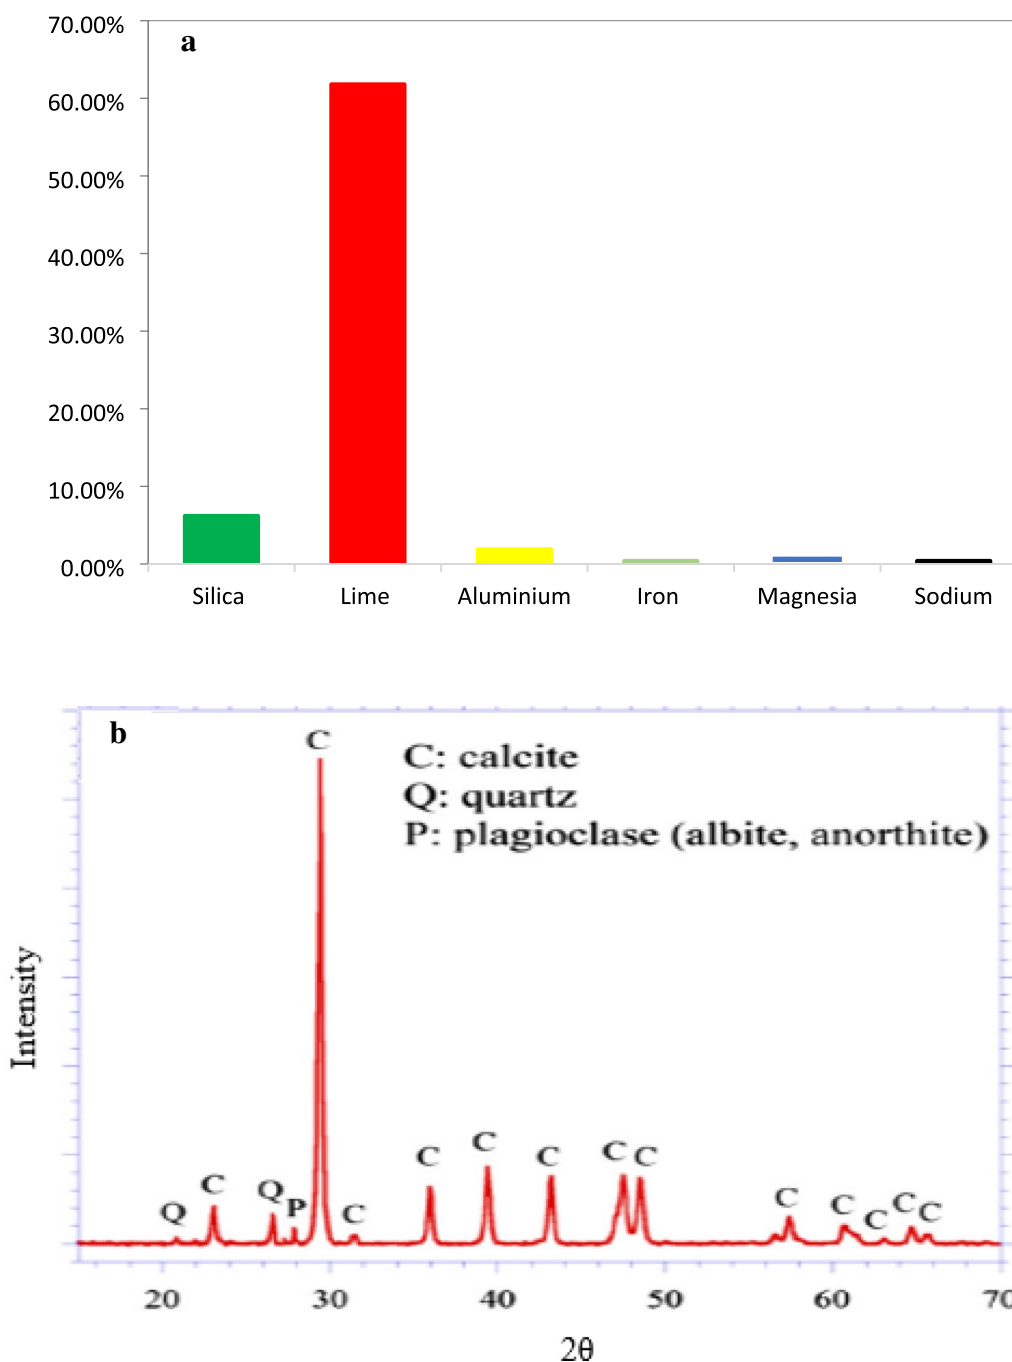 70.00%
a
60.00%
50.00%
40.00%
30.00%
20.00%
10.00%
0.00%
Silica Lime Aluminium Iron Magnesia Sodium
b
C
C: calcite
Q: quartz
P: plagioclase (albite, anorthite)
Intensity
Q C Q P C C C C C C C C C C C
20 30 40 50 60 70
2θ